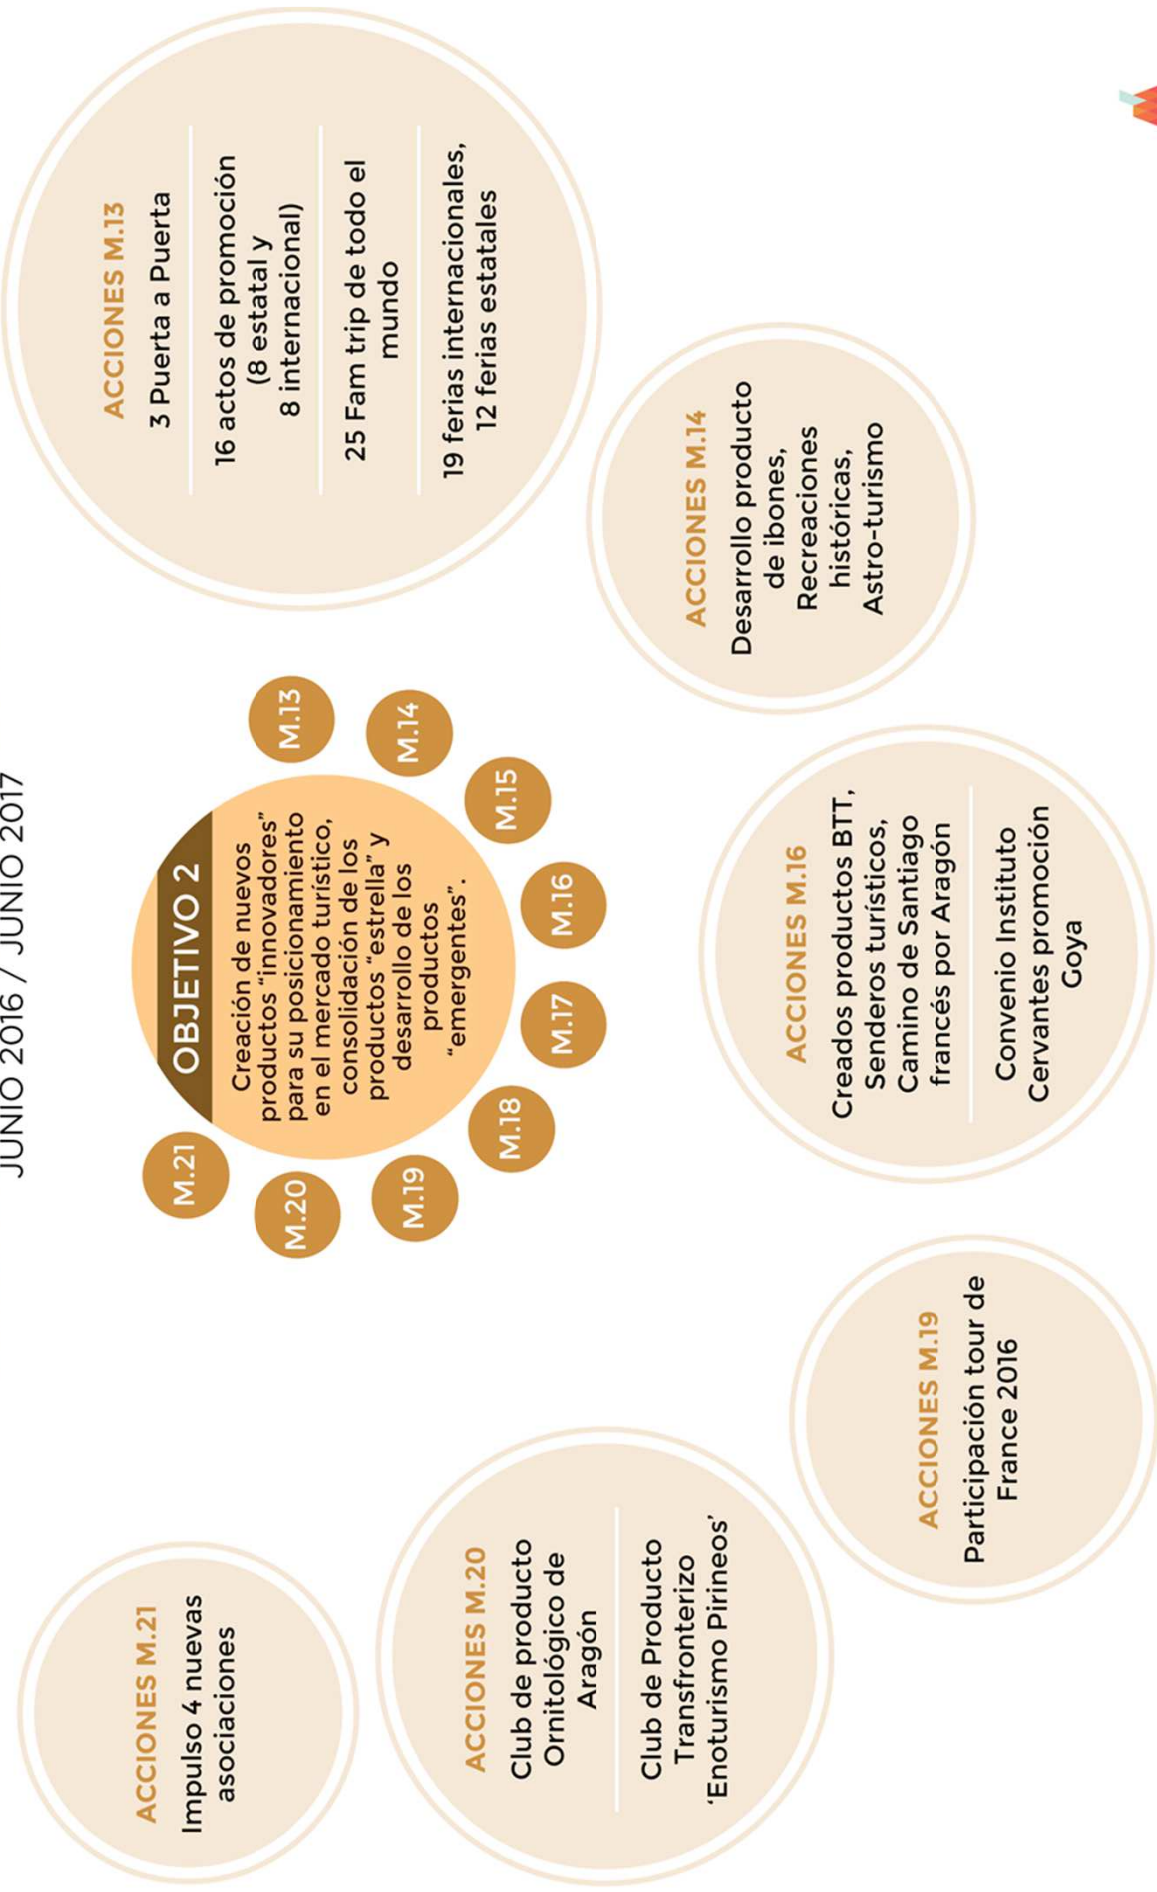 JUNIO 2016 / JUNIO 2017
OBJETIVO 2
Creación de nuevos
productos “innovadores”
para su posicionamiento
en el mercado turístico,
consolidación de los
productos “estrella” y
desarrollo de los
productos
“emergentes”.
M.21
M.20
M.19
M.18
M.17
M.16
M.15
M.14
M.13
ACCIONES M.21
Impulso 4 nuevas
asociaciones
ACCIONES M.20
Club de producto
Ornitológico de
Aragón
Club de Producto
Transfronterizo
‘Enoturismo Pirineos’
ACCIONES M.19
Participación tour de
France 2016
ACCIONES M.16
Creados productos BTT,
Senderos turísticos,
Camino de Santiago
francés por Aragón
Convenio Instituto
Cervantes promoción
Goya
ACCIONES M.14
Desarrollo producto
de ibones,
Recreaciones
históricas,
Astro-turismo
ACCIONES M.13
3 Puerta a Puerta
16 actos de promoción
(8 estatal y
8 internacional)
25 Fam trip de todo el
mundo
19 ferias internacionales,
12 ferias estatales